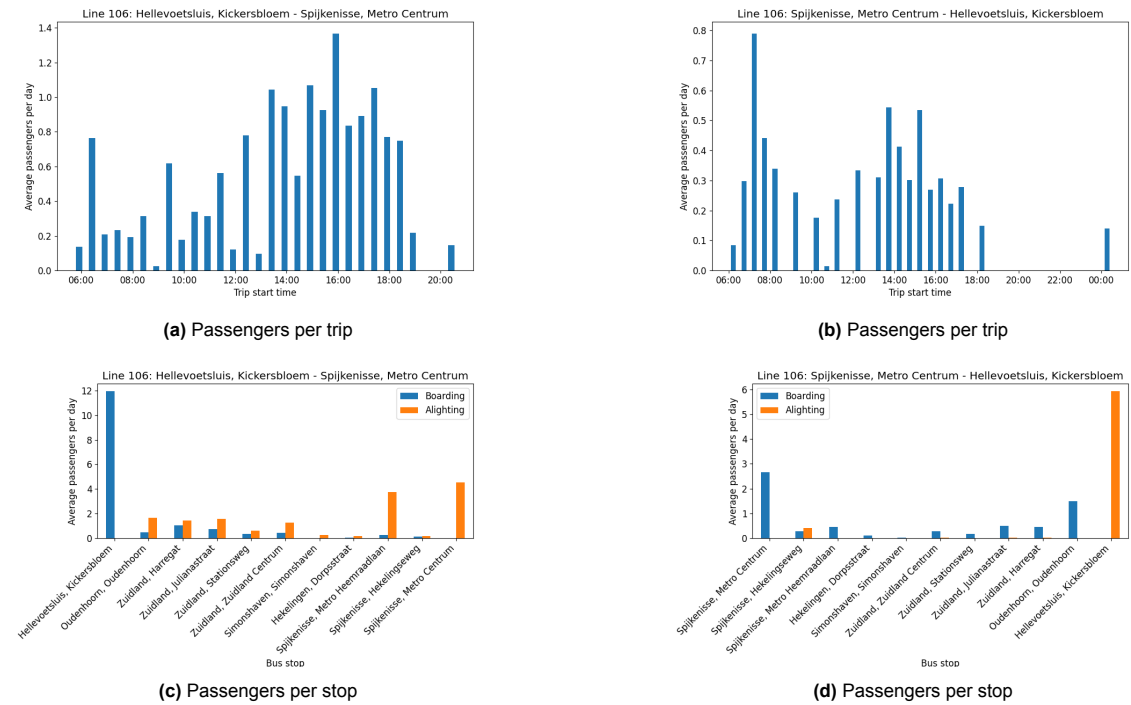 Line 106: Hellevoetsluis, Kickersbloem - Spijkenisse, Metro Centrum
Average passengers per day
1.4
1.2
1.0
0.8
0.6
0.4
0.2
0.0
06:00 08:00 10:00 12:00 14:00 16:00 18:00 20:00
Trip start time
(a) Passengers per trip
Line 106: Spijkenisse, Metro Centrum - Hellevoetsluis, Kickersbloem
Average passengers per day
0.8
0.7
0.6
0.5
0.4
0.3
0.2
0.1
0.0
06:00 08:00 10:00 12:00 14:00 16:00 18:00 20:00 22:00 00:00
Trip start time
(b) Passengers per trip
Line 106: Hellevoetsluis, Kickersbloem - Spijkenisse, Metro Centrum
Average passengers per day
12
10
8
6
4
2
0
Boarding
Alighting
Hellevoetsluis, Kickersbloem
Oudenhoorn, Oudenhoorn
Zuidland, Harregat
Zuidland, Julianastraat
Zuidland, Stationsweg
Zuidland, Zuidland Centrum
Simonshaven, Simonshaven
Hekelingen, Dorpsstraat
Spijkenisse, Metro Heemraadlaan
Spijkenisse, Hekelingseweg
Spijkenisse, Metro Centrum
Bus stop
(c) Passengers per stop
Line 106: Spijkenisse, Metro Centrum - Hellevoetsluis, Kickersbloem
Average passengers per day
6
5
4
3
2
1
0
Boarding
Alighting
Spijkenisse, Metro Centrum
Spijkenisse, Hekelingseweg
Spijkenisse, Metro Heemraadlaan
Hekelingen, Dorpsstraat
Simonshaven, Simonshaven
Zuidland, Zuidland Centrum
Zuidland, Stationsweg
Zuidland, Julianastraat
Zuidland, Harregat
Oudenhoorn, Oudenhoorn
Hellevoetsluis, Kickersbloem
Bus stop
(d) Passengers per stop